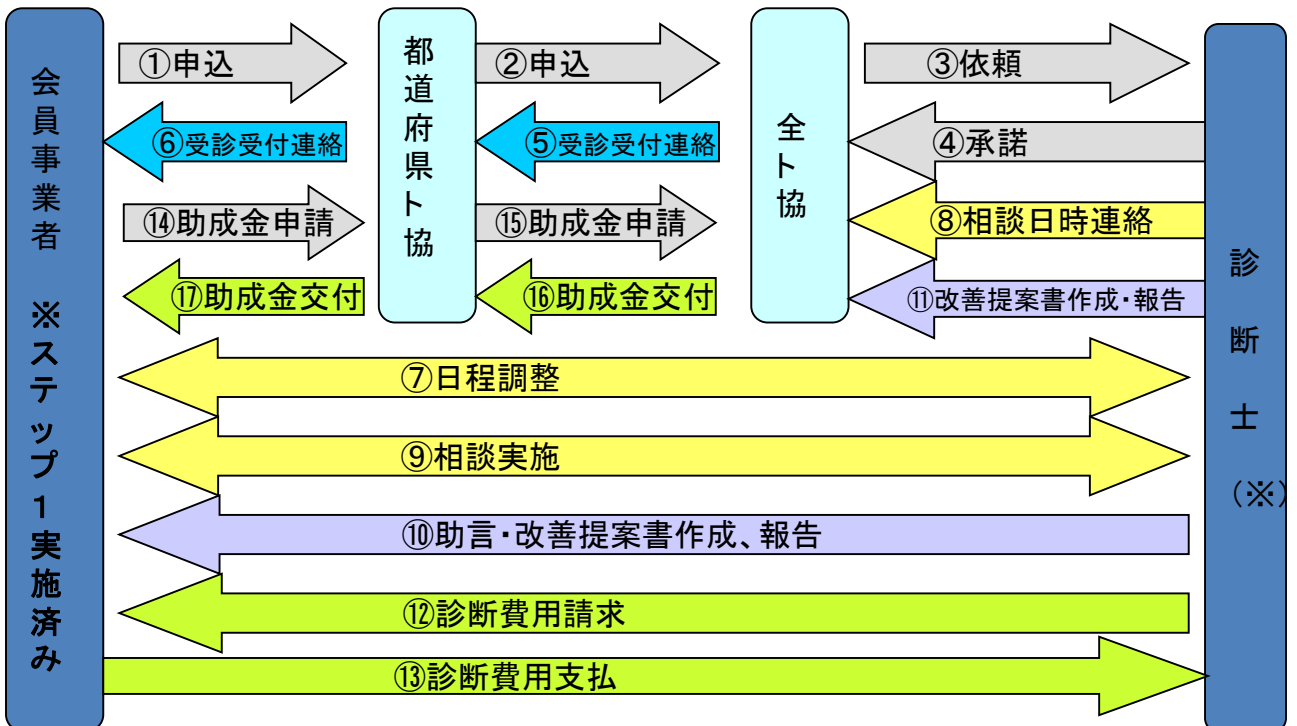 会員事業者 ※ステップ1実施済み
都道府県ト協
全ト協
診断士(※)
①申込
②申込
③依頼
⑥受診受付連絡
⑤受診受付連絡
④承諾
⑭助成金申請
⑮助成金申請
⑧相談日時連絡
⑰助成金交付
⑯助成金交付
⑪改善提案書作成・報告
⑦日程調整
⑨相談実施
⑩助言・改善提案書作成、報告
⑫診断費用請求
⑬診断費用支払